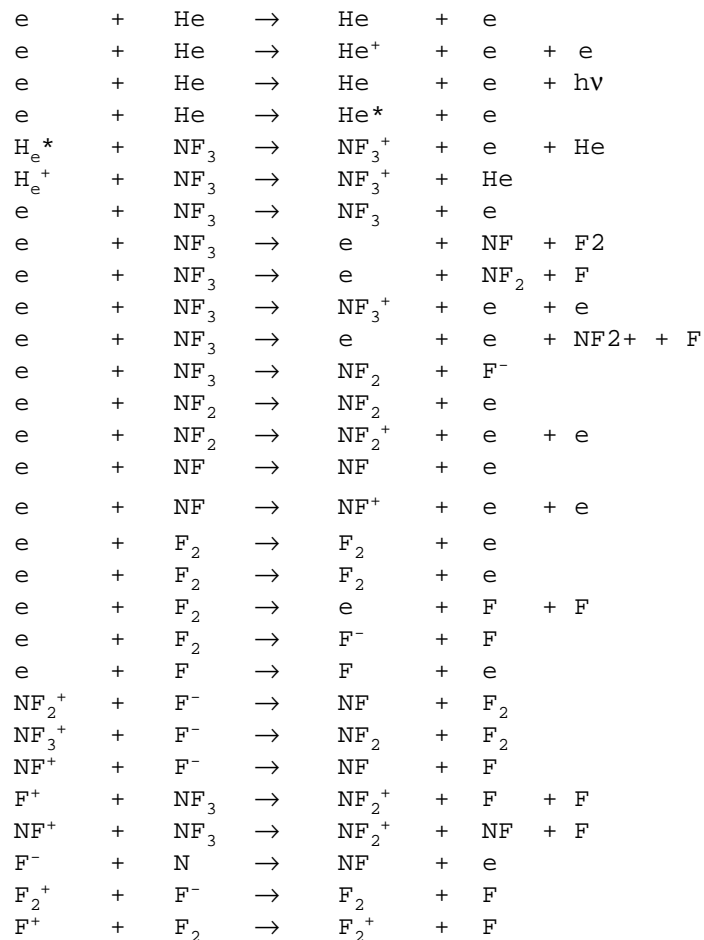 e + He → He + e
e + He → He⁺ + e + e
e + He → He + e + hν
e + He → He* + e
Hₑ* + NF₃ → NF₃⁺ + e + He
Hₑ⁺ + NF₃ → NF₃⁺ + He
e + NF₃ → NF₃ + e
e + NF₃ → e + NF + F2
e + NF₃ → e + NF₂ + F
e + NF₃ → NF₃⁺ + e + e
e + NF₃ → e + e + NF2+ + F
e + NF₃ → NF₂ + F⁻
e + NF₂ → NF₂ + e
e + NF₂ → NF₂⁺ + e + e
e + NF → NF + e
e + NF → NF⁺ + e + e
e + F₂ → F₂ + e
e + F₂ → F₂ + e
e + F₂ → e + F + F
e + F₂ → F⁻ + F
e + F → F + e
NF₂⁺ + F⁻ → NF + F₂
NF₃⁺ + F⁻ → NF₂ + F₂
NF⁺ + F⁻ → NF + F
F⁺ + NF₃ → NF₂⁺ + F + F
NF⁺ + NF₃ → NF₂⁺ + NF + F
F⁻ + N → NF + e
F₂⁺ + F⁻ → F₂ + F
F⁺ + F₂ → F₂⁺ + F